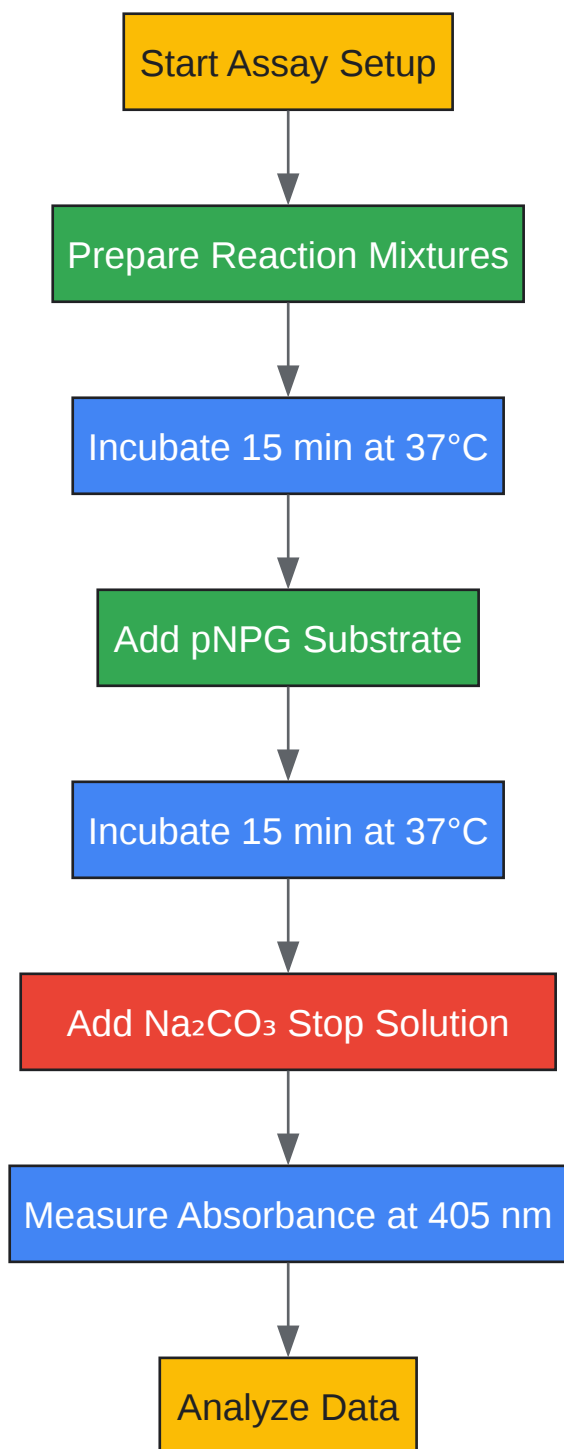 Start Assay Setup
Prepare Reaction Mixtures
Incubate 15 min at 37°C
Add pNPG Substrate
Incubate 15 min at 37°C
Add Na₂CO₃ Stop Solution
Measure Absorbance at 405 nm
Analyze Data